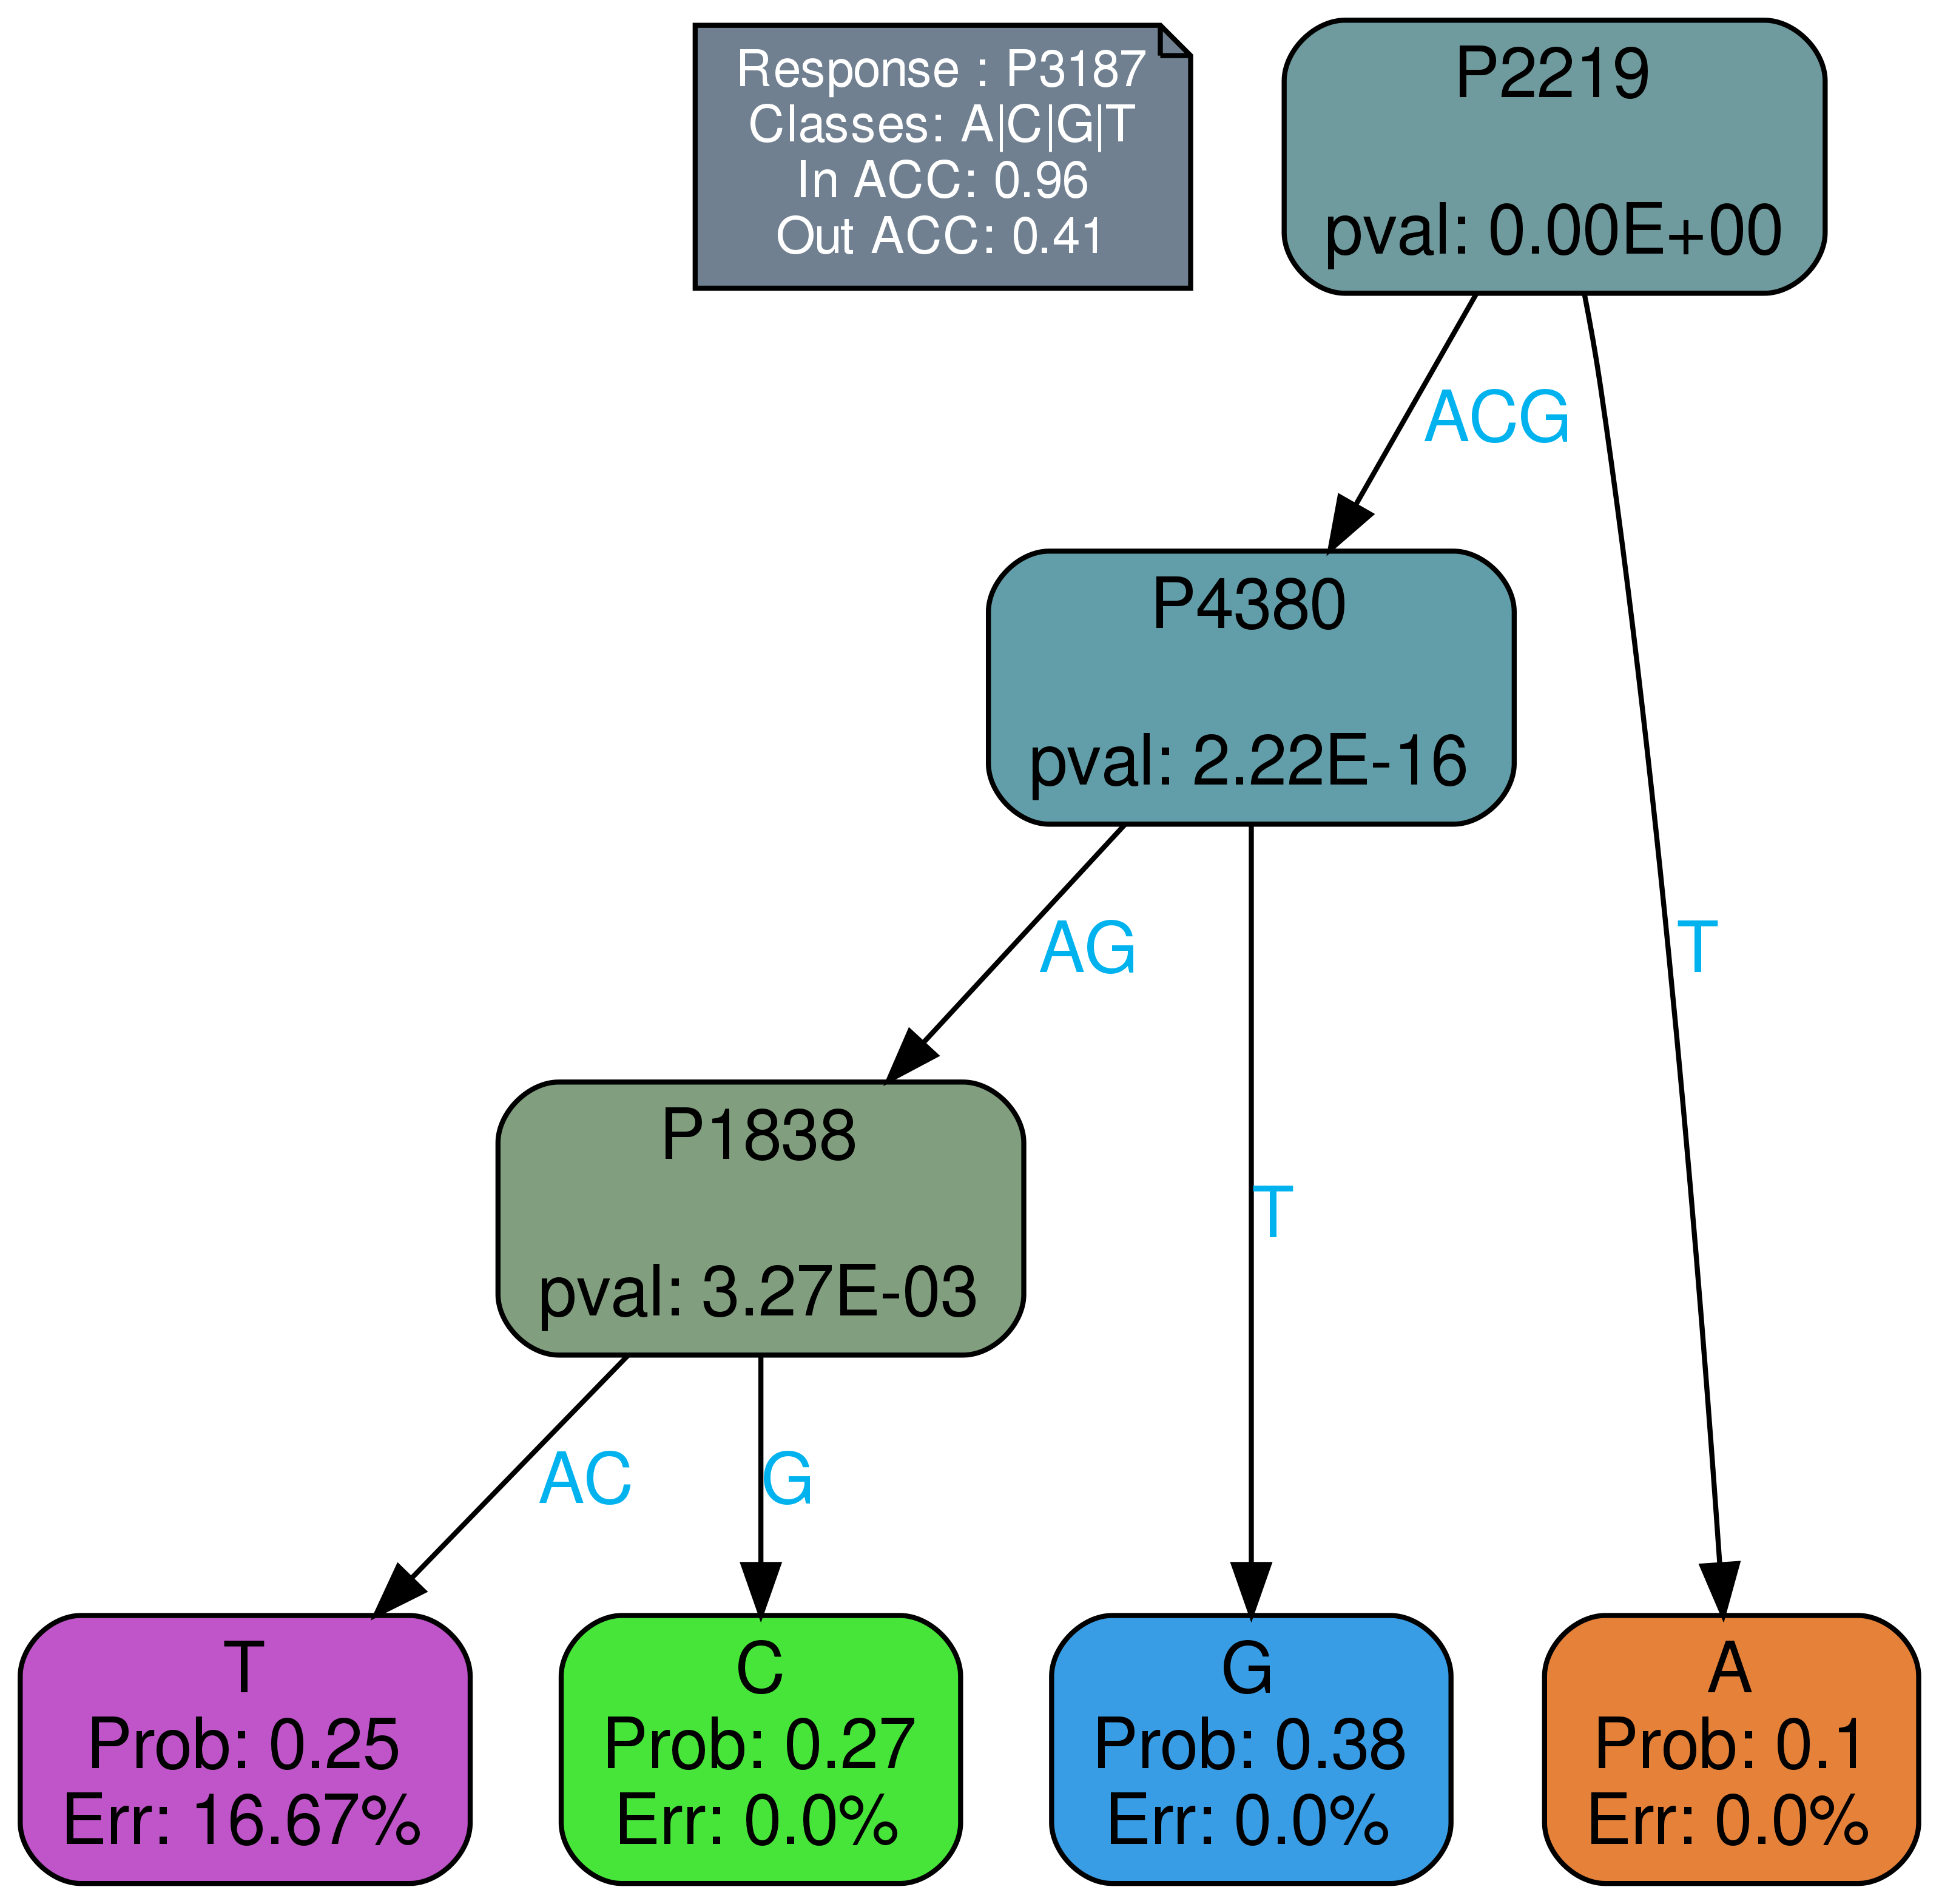 Response : P3187
Classes: A|C|G|T
In ACC: 0.96
Out ACC: 0.41
P2219
pval: 0.00E+00
ACG
P4380
pval: 2.22E-16
AG
T
P1838
pval: 3.27E-03
T
AC
G
T
Prob: 0.25
Err: 16.67%
C
Prob: 0.27
Err: 0.0%
G
Prob: 0.38
Err: 0.0%
A
Prob: 0.1
Err: 0.0%